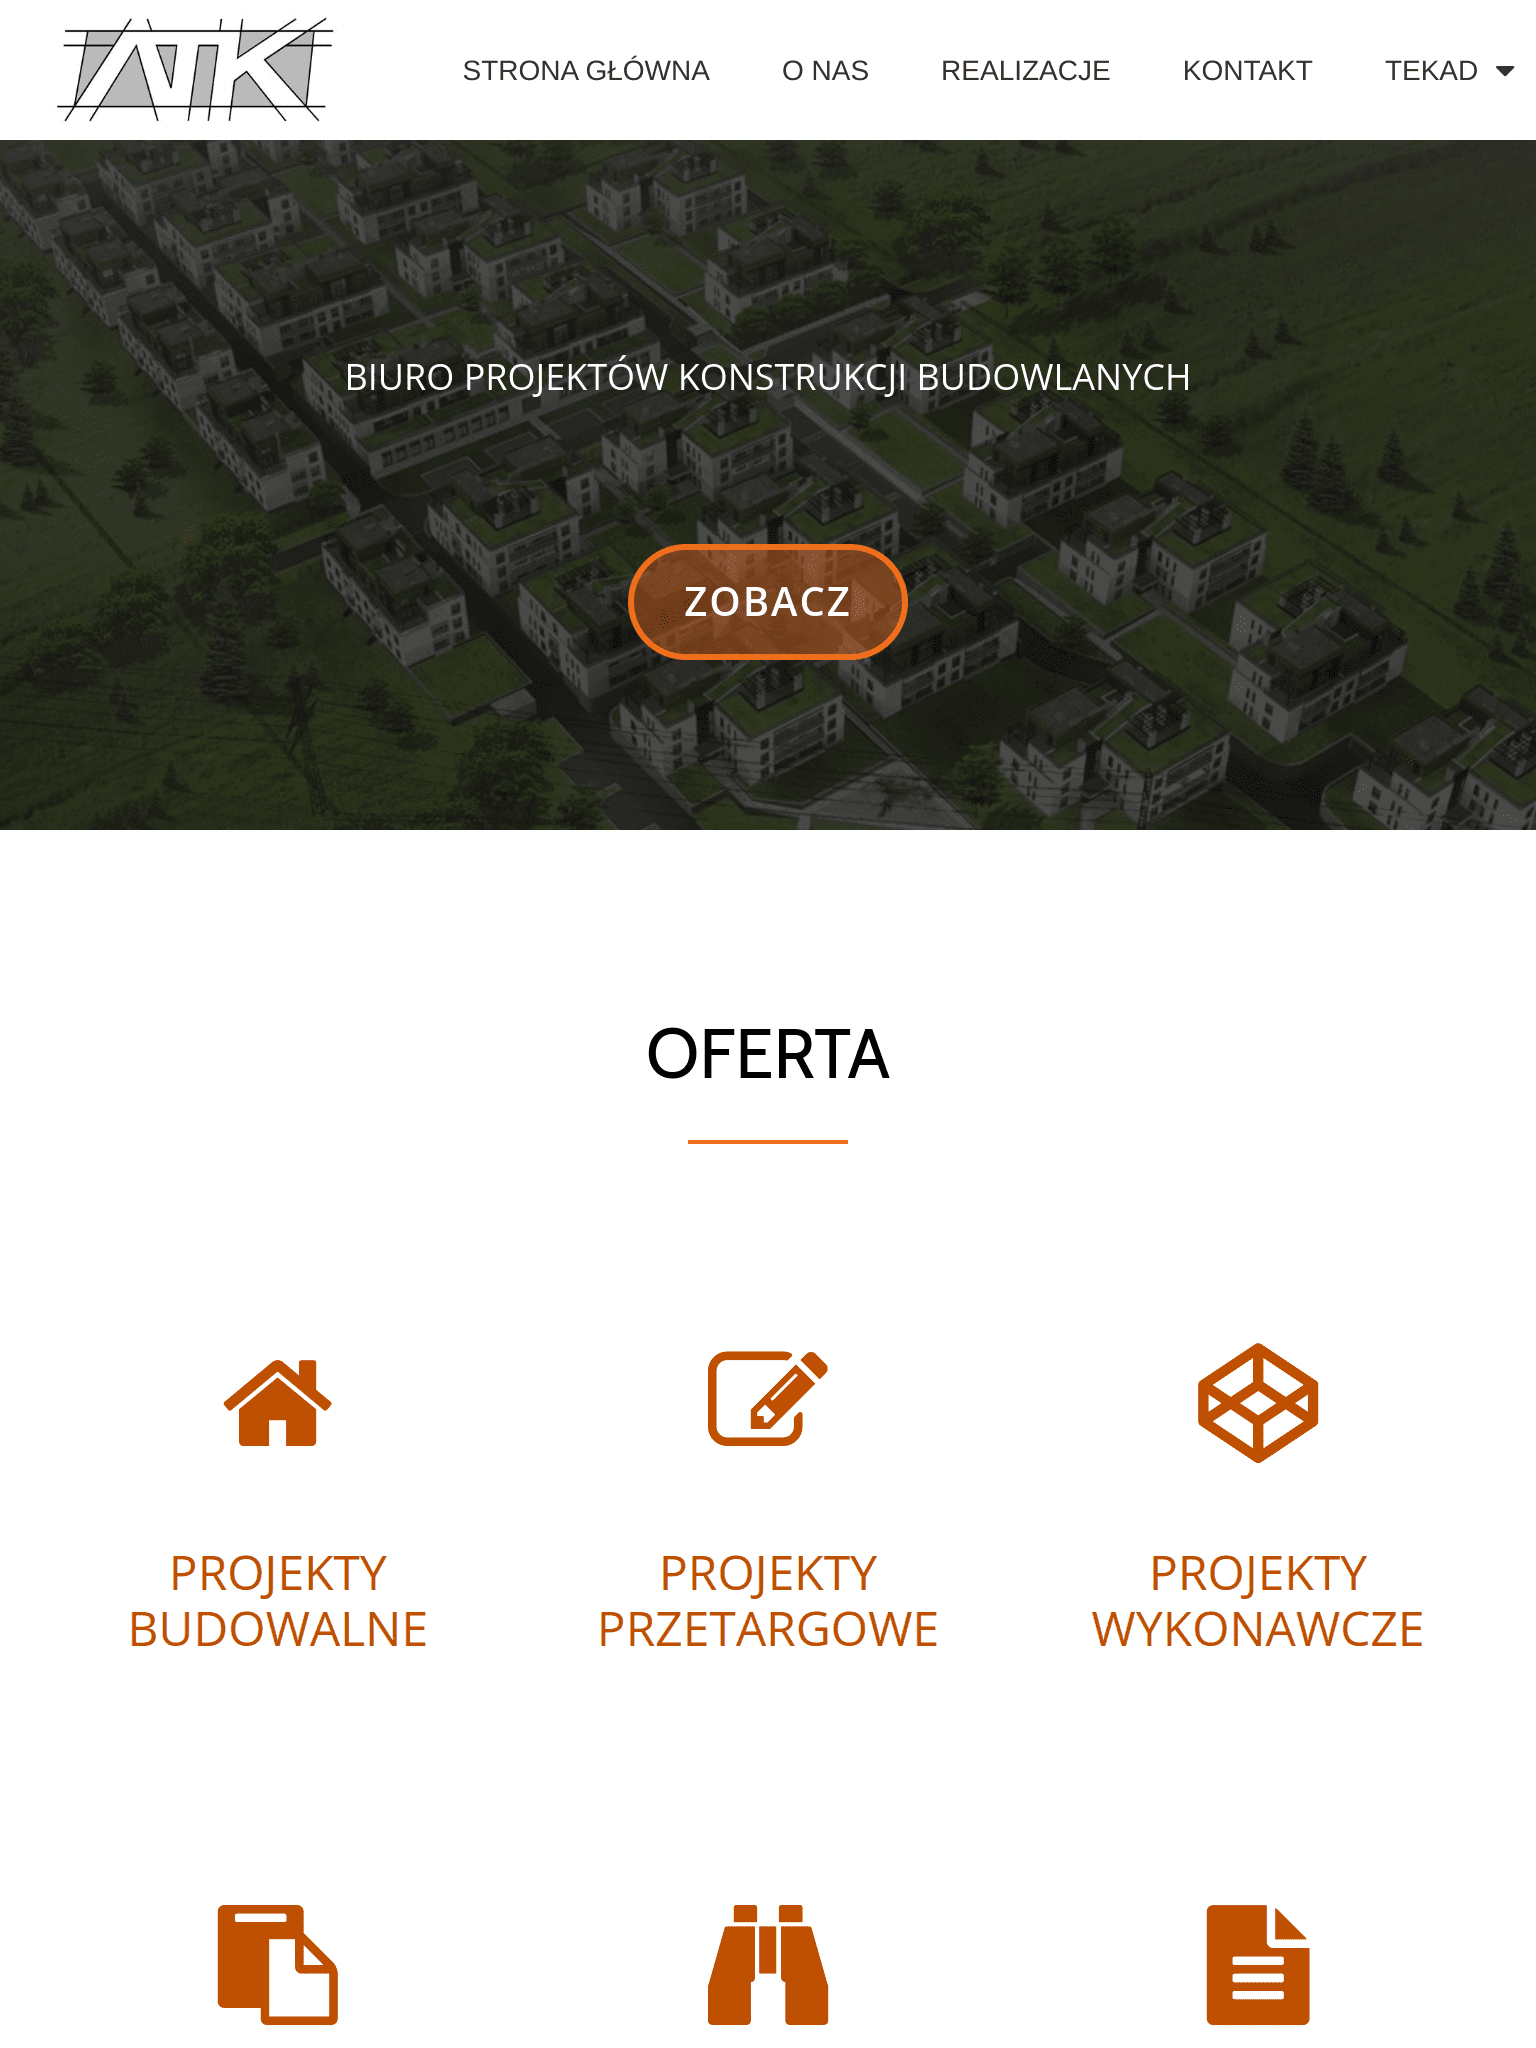 ATK
STRONA GŁÓWNA
O NAS
REALIZACJE
KONTAKT
TEKAD
BIURO PROJEKTÓW KONSTRUKCJI BUDOWLANYCH
ZOBACZ
OFERTA
PROJEKTY
BUDOWALNE
PROJEKTY
PRZETARGOWE
PROJEKTY
WYKONAWCZE